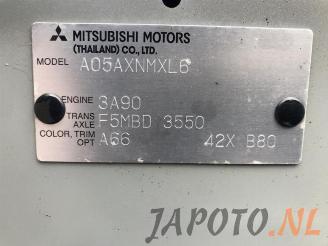 MITSUBISHI MOTORS
(THAILAND) CO., LTD.
MODEL A05AXNMXL6
ENGINE 3A90
TRANS AXLE F5MBD 3550
COLOR, TRIM OPT A66 42X B80
JAPOTO.NL